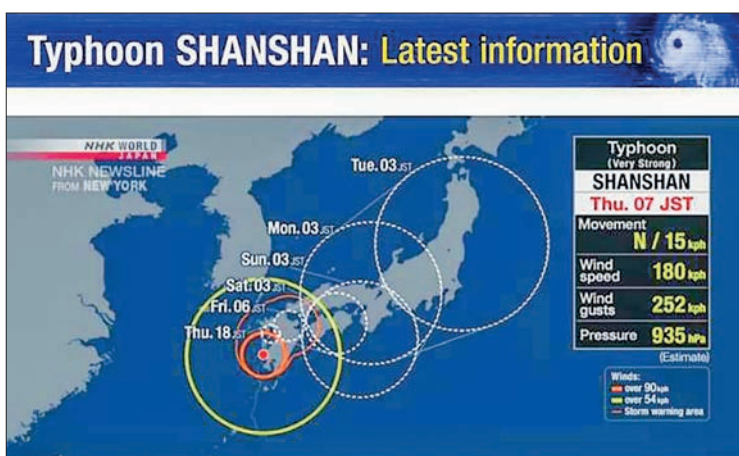 Typhoon SHANSHAN: Latest information
NHK WORLD
JAPAN
NHK NEWSLINE
FROM NEW YORK
Tue. 03 JST
Mon. 03 JST
Sun. 03 JST
Sat. 03 JST
Fri. 06 JST
Thu. 18 JST
Typhoon
(Very Strong)
SHANSHAN
Thu. 07 JST
Movement
N / 15 kph
Wind speed 180 kph
Wind gusts 252 kph
Pressure 935 hPa
(Estimate)
Winds:
over 90 kph
over 54 kph
Storm warning area